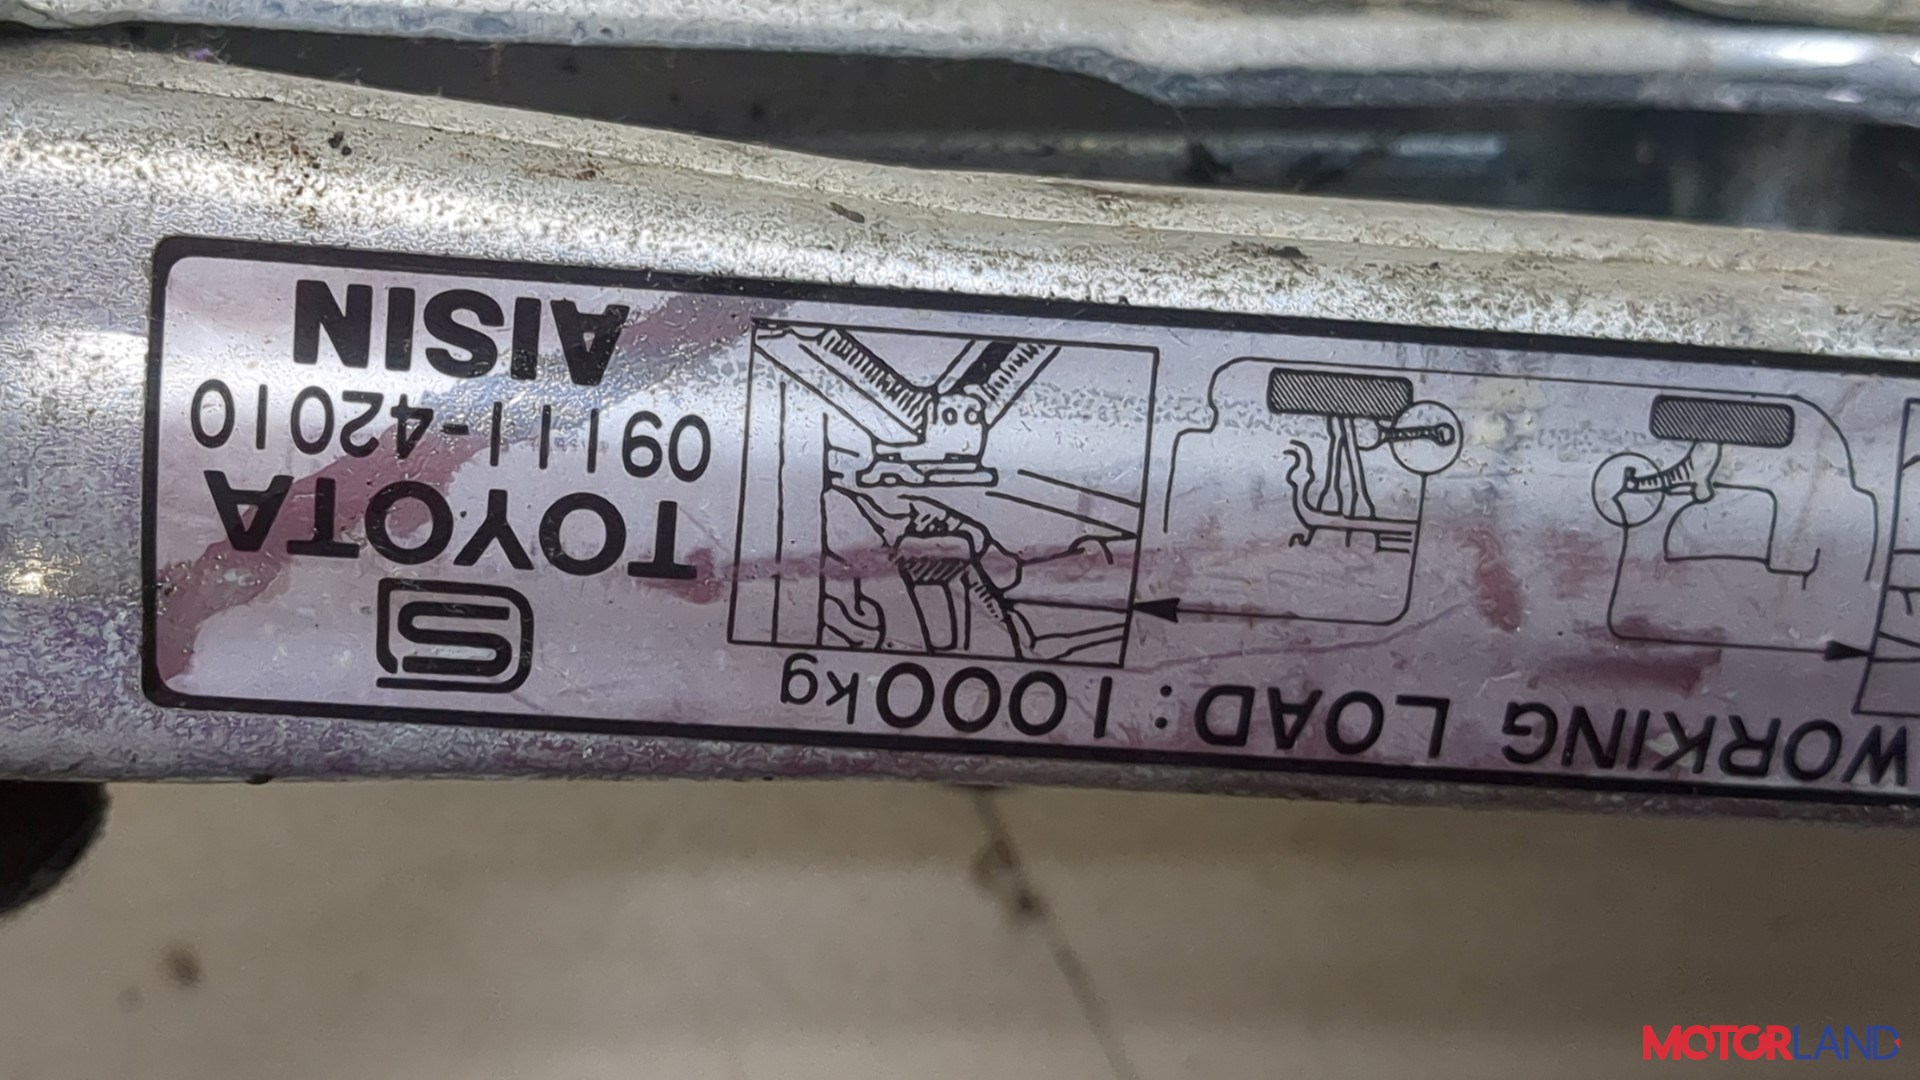 WORKING LOAD: 1000kg
TOYOTA
09111-42010
AISIN
MOTORLAND